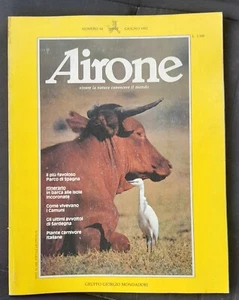 Airone
vivere la natura conoscere il mondo
Il più favoloso
Parco di Spagna
Itinerario
in barca alle isole
Incoronate
Come vivevano
i Camuni
Gli ultimi avvoltoi
di Sardegna
Piante carnivore
italiane
GRUPPO GIORGIO MONDADORI